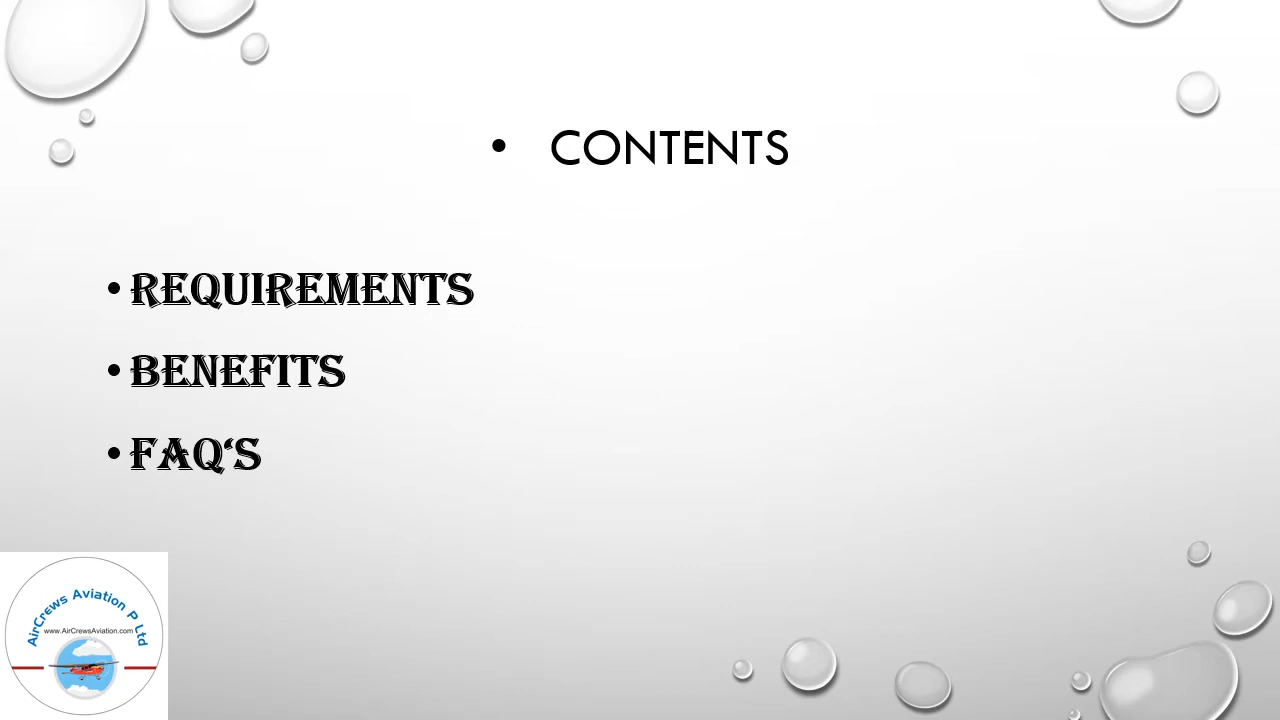 • CONTENTS
• REQUIREMENTS
• BENEFITS
• FAQ‘S
AirCrews Aviation P Ltd
www.AirCrewsAviation.com